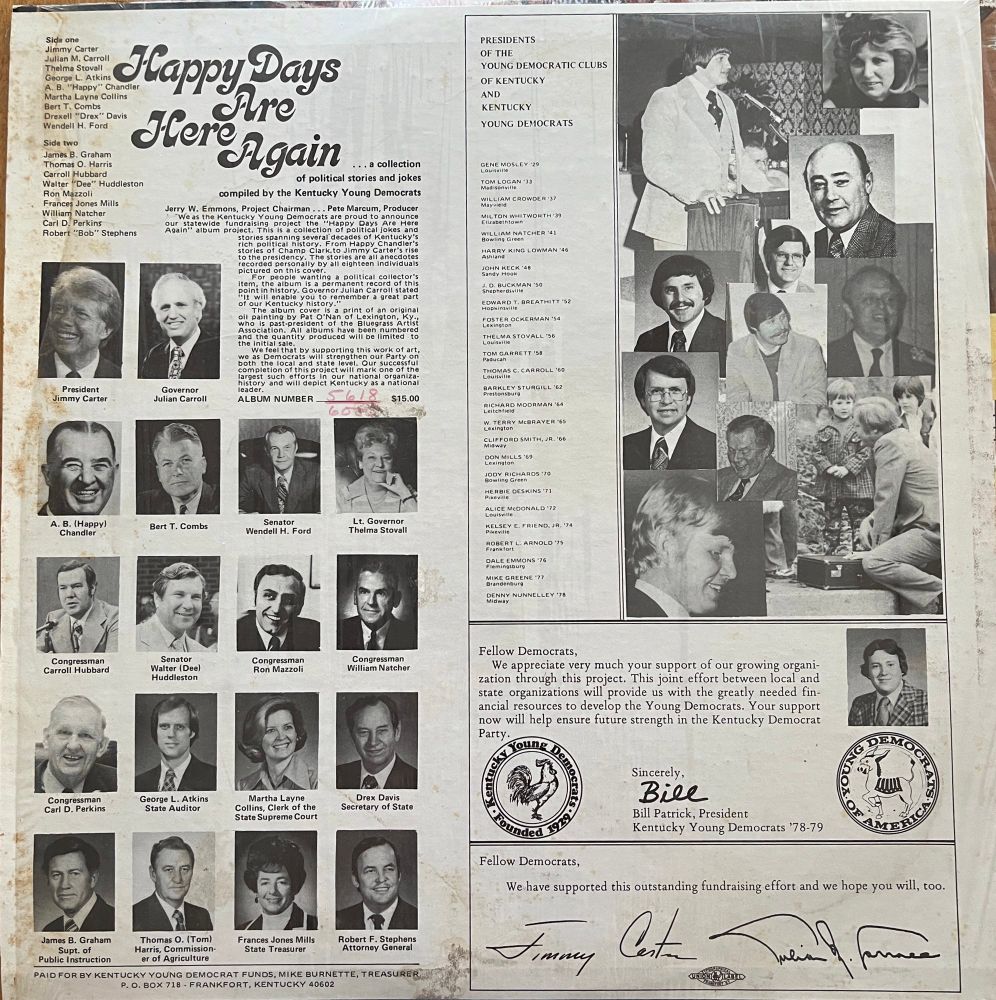 Side one
Jimmy Carter
Julian M. Carroll
Thelma Stovall
George L. Atkins
A. B. "Happy" Chandler
Martha Layne Collins
Bert T. Combs
Drexell "Drex" Davis
Wendell H. Ford
Side two
James B. Graham
Thomas O. Harris
Carroll Hubbard
Walter "Dee" Huddleston
Ron Mazzoli
Frances Jones Mills
William Natcher
Carl D. Perkins
Robert "Bob" Stephens
Happy Days
Are
Here
Again
. . . a collection
of political stories and jokes
compiled by the Kentucky Young Democrats
Jerry W. Emmons, Project Chairman . . . Pete Marcum, Producer
"We as the Kentucky Young Democrats are proud to announce
our statewide fundraising project the "Happy Days Are Here
Again" album project. This is a collection of political jokes and
stories spanning several decades of Kentucky's
rich political history. From Happy Chandler's
stories of Champ Clark, to Jimmy Carter's rise
to the presidency. The stories are all anecdotes
recorded personally by all eighteen individuals
pictured on this cover.
For people wanting a political collector's
item, the album is a permanent record of this
point in history. Governor Julian Carroll stated
"It will enable you to remember a great part
of our Kentucky history."
The album cover is a print of an original
oil painting by Pat O'Nan of Lexington, Ky.,
who is past-president of the Bluegrass Artist
Association. All albums have been numbered
and the quantity produced will be limited to
the initial sale.
We feel that by supporting this work of art,
we as Democrats will strengthen our Party on
both the local and state level. Our successful
completion of this project will mark one of the
largest such efforts in our national organiza-
history and will depict Kentucky as a national
leader.
ALBUM NUMBER 5618 $15.00
President
Jimmy Carter
Governor
Julian Carroll
A. B. (Happy)
Chandler
Bert T. Combs
Senator
Wendell H. Ford
Lt. Governor
Thelma Stovall
Congressman
Carroll Hubbard
Senator
Walter (Dee)
Huddleston
Congressman
Ron Mazzoli
Congressman
William Natcher
Congressman
Carl D. Perkins
George L. Atkins
State Auditor
Martha Layne
Collins, Clerk of the
State Supreme Court
Drex Davis
Secretary of State
James B. Graham
Supt. of
Public Instruction
Thomas O. (Tom)
Harris, Commission-
er of Agriculture
Frances Jones Mills
State Treasurer
Robert F. Stephens
Attorney General
PAID FOR BY KENTUCKY YOUNG DEMOCRAT FUNDS, MIKE BURNETTE, TREASURER
P. O. BOX 718 - FRANKFORT, KENTUCKY 40602
PRESIDENTS
OF THE
YOUNG DEMOCRATIC CLUBS
OF KENTUCKY
AND
KENTUCKY
YOUNG DEMOCRATS
GENE MOSLEY '29
Louisville
TOM LOGAN '33
Madisonville
WILLIAM CROWDER '37
Mayfield
MILTON WHITWORTH '39
Elizabethtown
WILLIAM NATCHER '41
Bowling Green
HARRY KING LOWMAN '46
Ashland
JOHN KECK '48
Sandy Hook
J. D. BUCKMAN '50
Shepherdsville
EDWARD T. BREATHITT '52
Hopkinsville
FOSTER OCKERMAN '54
Lexington
THELMA STOVALL '56
Louisville
TOM GARRETT '58
Paducah
THOMAS C. CARROLL '60
Louisville
BARKLEY STURGILL '62
Prestonsburg
RICHARD MOORMAN '64
Leitchfield
W. TERRY McBRAYER '65
Lexington
CLIFFORD SMITH, JR. '66
Midway
DON MILLS '69
Lexington
JODY RICHARDS '70
Bowling Green
HERBIE DESKINS '71
Pikeville
ALICE McDONALD '72
Louisville
KELSEY E. FRIEND, JR. '74
Pikeville
ROBERT L. ARNOLD '75
Frankfort
DALE EMMONS '76
Flemingsburg
MIKE GREENE '77
Brandenburg
DENNY NUNNELLEY '78
Midway
Fellow Democrats,
We appreciate very much your support of our growing organi-
zation through this project. This joint effort between local and
state organizations will provide us with the greatly needed fin-
ancial resources to develop the Young Democrats. Your support
now will help ensure future strength in the Kentucky Democrat
Party.
Kentucky Young Democrats
Founded 1929
Sincerely,
Bill
Bill Patrick, President
Kentucky Young Democrats '78-79
YOUNG DEMOCRATS
OF AMERICA
Fellow Democrats,
We have supported this outstanding fundraising effort and we hope you will, too.
Jimmy Carter
UNION LABEL